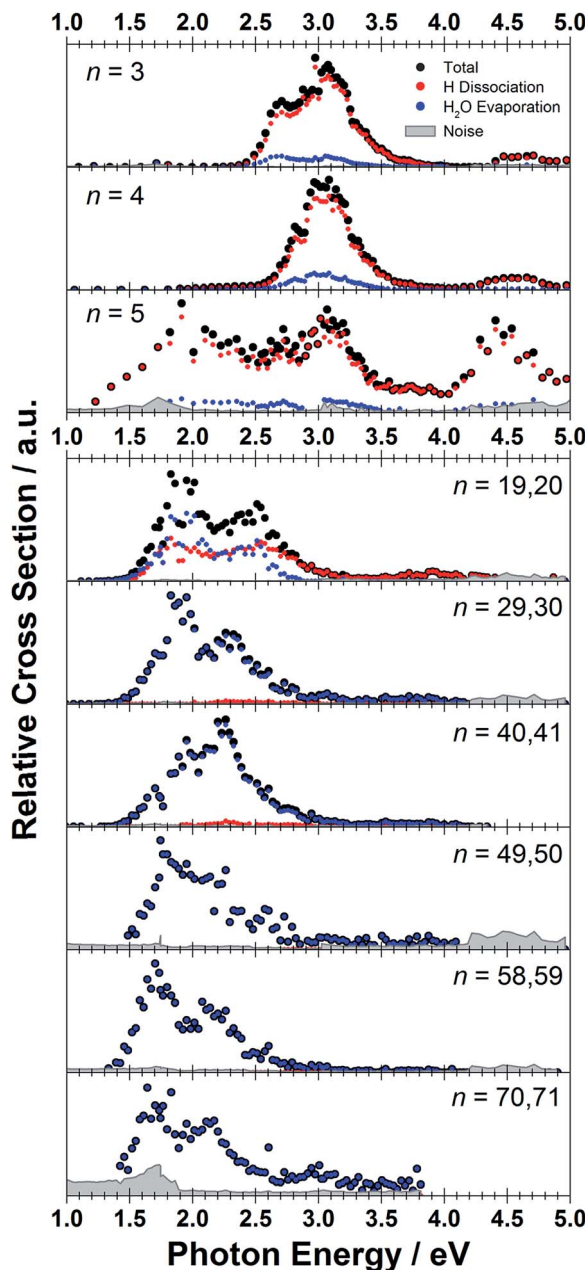 1.0 1.5 2.0 2.5 3.0 3.5 4.0 4.5 5.0
n = 3
Total
H Dissociation
H₂O Evaporation
Noise
n = 4
n = 5
1.0 1.5 2.0 2.5 3.0 3.5 4.0 4.5 5.0
n = 19,20
n = 29,30
Relative Cross Section / a.u.
n = 40,41
n = 49,50
n = 58,59
n = 70,71
1.0 1.5 2.0 2.5 3.0 3.5 4.0 4.5 5.0
Photon Energy / eV